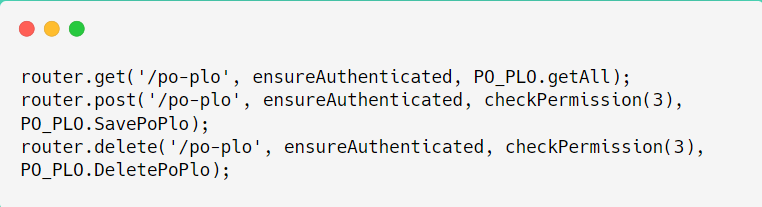 router.get('/po-plo', ensureAuthenticated, PO_PLO.getAll);
router.post('/po-plo', ensureAuthenticated, checkPermission(3),
PO_PLO.SavePoPlo);
router.delete('/po-plo', ensureAuthenticated, checkPermission(3),
PO_PLO.DeletePoPlo);